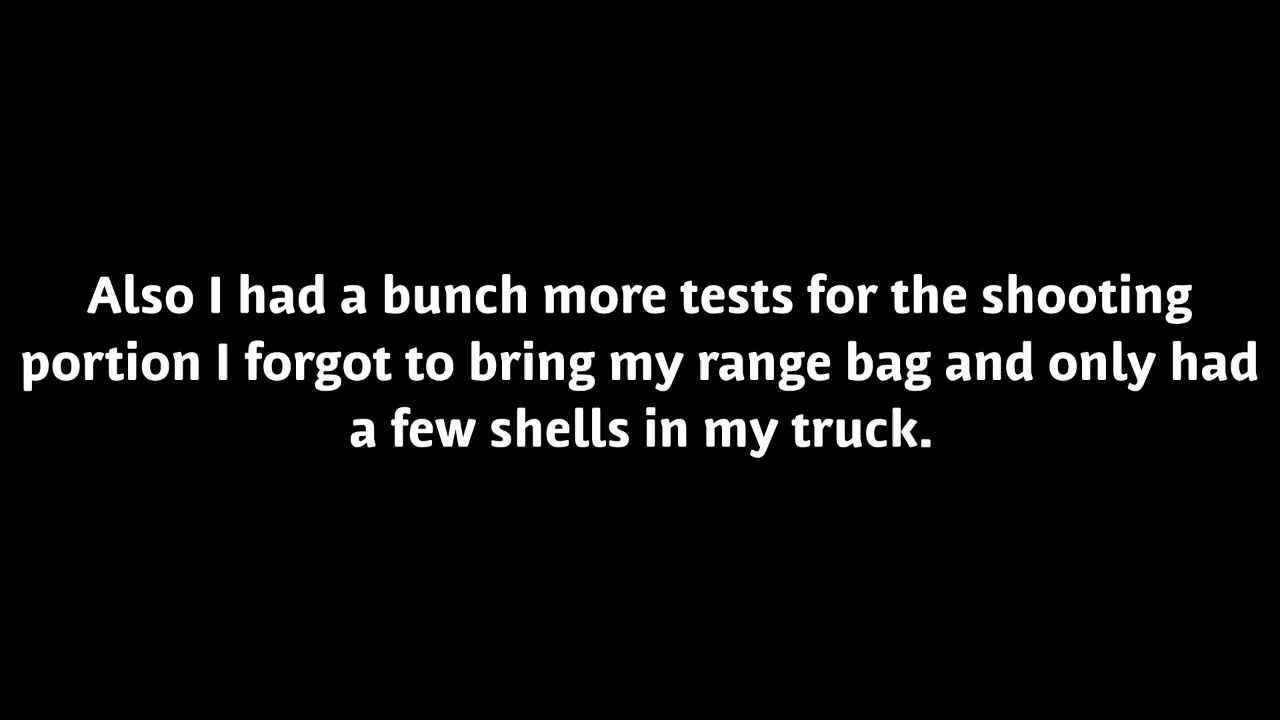 Also I had a bunch more tests for the shooting
portion I forgot to bring my range bag and only had
a few shells in my truck.